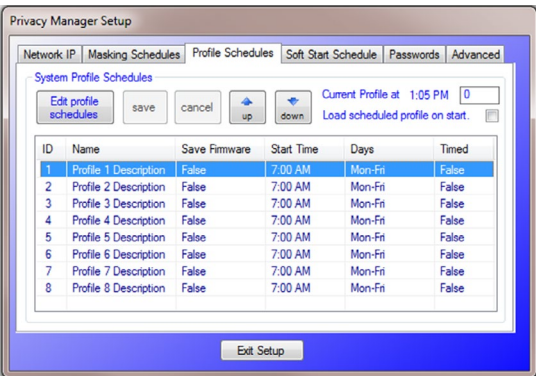 Privacy Manager Setup
Network IP Masking Schedules Profile Schedules Soft Start Schedule Passwords Advanced
System Profile Schedules
Edit profile schedules save cancel up down
Current Profile at 1:05 PM 0
Load scheduled profile on start.
ID Name Save Firmware Start Time Days Timed
1 Profile 1 Description False 7:00 AM Mon-Fri False
2 Profile 2 Description False 7:00 AM Mon-Fri False
3 Profile 3 Description False 7:00 AM Mon-Fri False
4 Profile 4 Description False 7:00 AM Mon-Fri False
5 Profile 5 Description False 7:00 AM Mon-Fri False
6 Profile 6 Description False 7:00 AM Mon-Fri False
7 Profile 7 Description False 7:00 AM Mon-Fri False
8 Profile 8 Description False 7:00 AM Mon-Fri False
Exit Setup